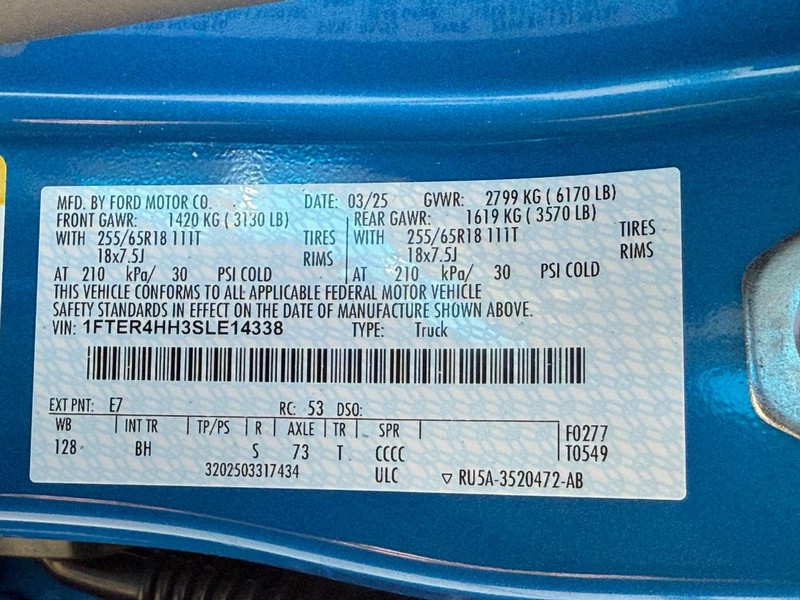 MFD. BY FORD MOTOR CO. DATE: 03/25 GVWR: 2799 KG ( 6170 LB)
FRONT GAWR: 1420 KG ( 3130 LB) REAR GAWR: 1619 KG ( 3570 LB)
WITH 255/65R18 111T TIRES WITH 255/65R18 111T TIRES
18x7.5J RIMS 18x7.5J RIMS
AT 210 kPa/ 30 PSI COLD AT 210 kPa/ 30 PSI COLD
THIS VEHICLE CONFORMS TO ALL APPLICABLE FEDERAL MOTOR VEHICLE
SAFETY STANDARDS IN EFFECT ON THE DATE OF MANUFACTURE SHOWN ABOVE.
VIN: 1FTER4HH3SLE14338 TYPE: Truck
EXT PNT: E7 RC: 53 DSO:
WB INT TR TP/PS R AXLE TR SPR F0277
128 BH S 73 T CCCC T0549
3202503317434 ULC ▽ RU5A-3520472-AB